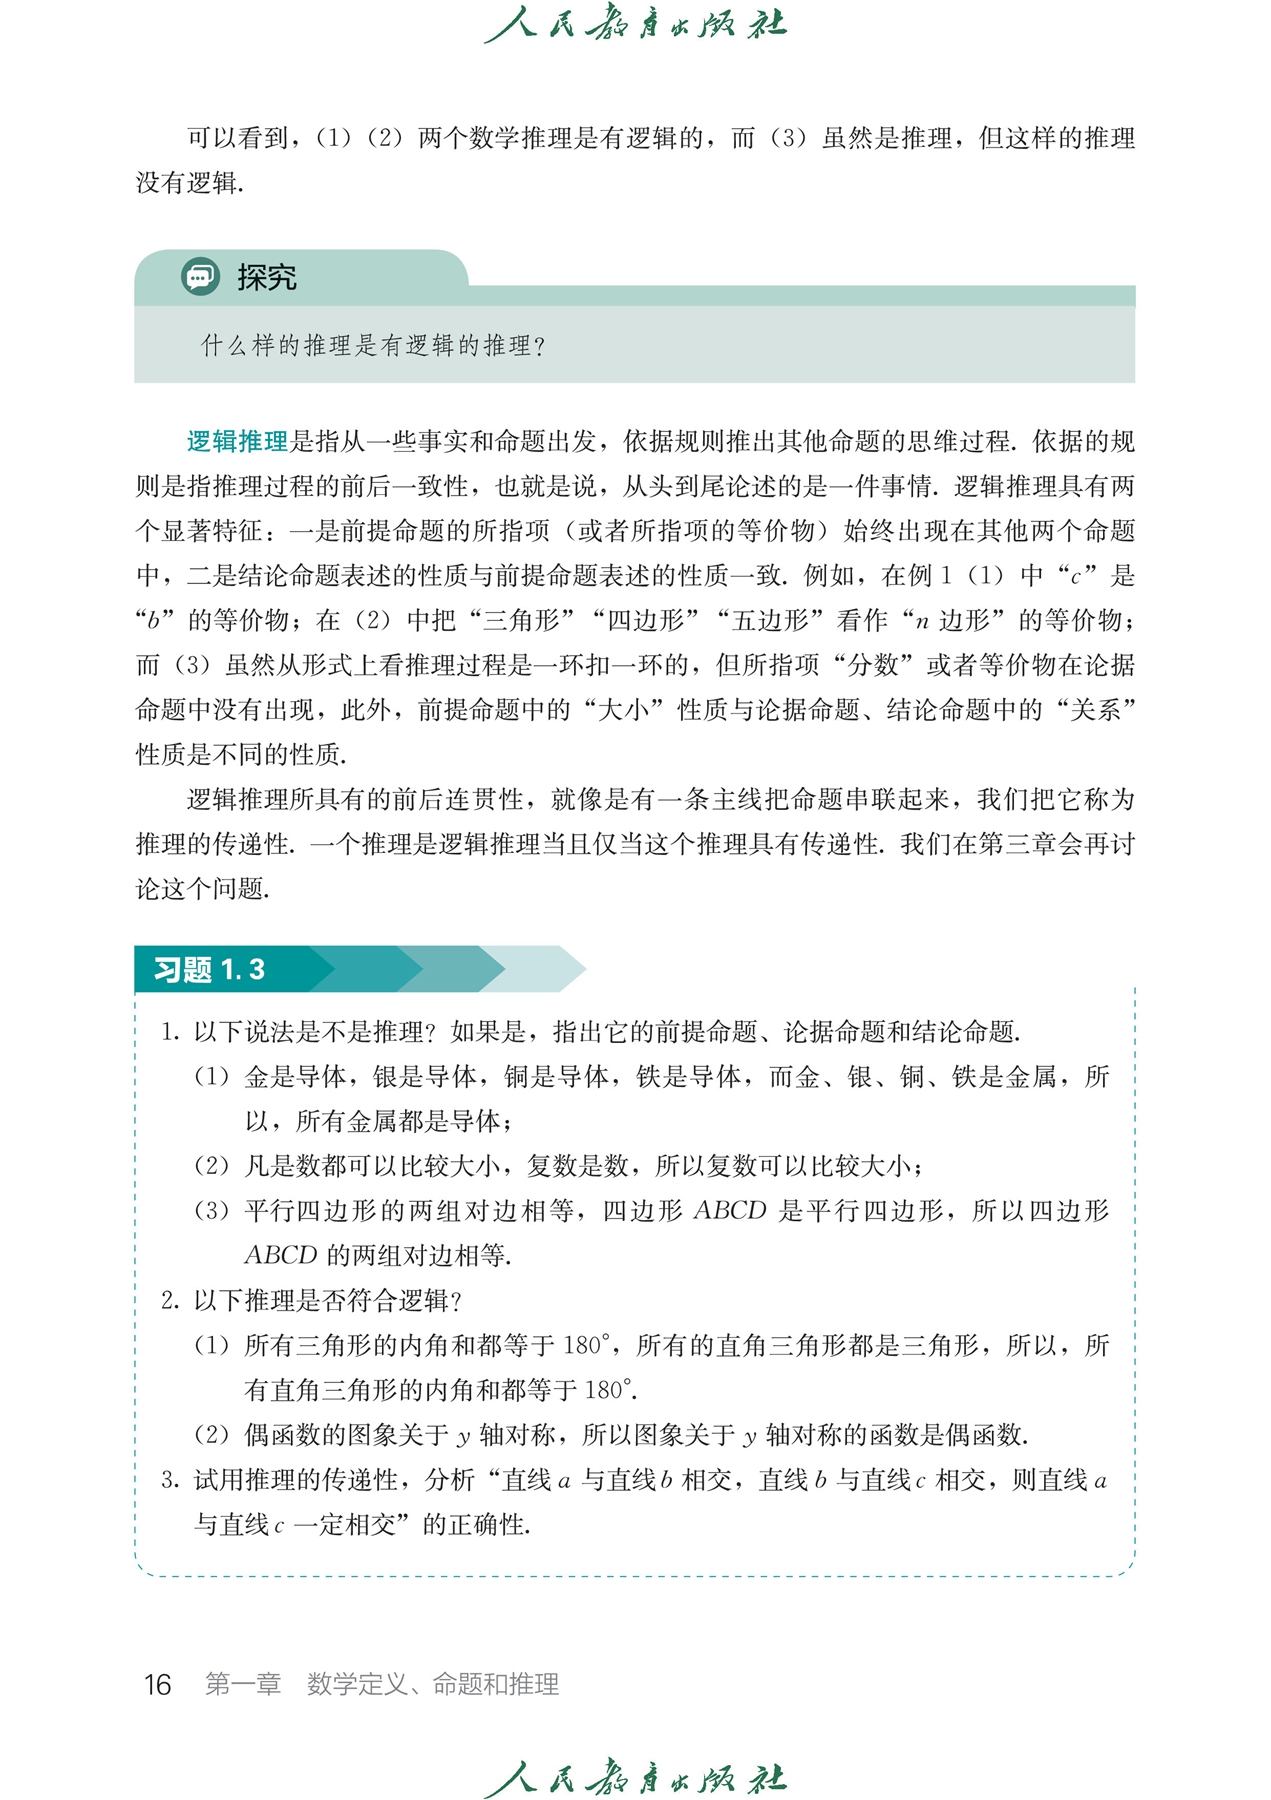 人民教育出版社
可以看到，（1）（2）两个数学推理是有逻辑的，而（3）虽然是推理，但这样的推理
没有逻辑.
探究
什么样的推理是有逻辑的推理？
逻辑推理是指从一些事实和命题出发，依据规则推出其他命题的思维过程. 依据的规
则是指推理过程的前后一致性，也就是说，从头到尾论述的是一件事情. 逻辑推理具有两
个显著特征：一是前提命题的所指项（或者所指项的等价物）始终出现在其他两个命题
中，二是结论命题表述的性质与前提命题表述的性质一致. 例如，在例 1（1）中“c”是
“b”的等价物；在（2）中把“三角形”“四边形”“五边形”看作“n 边形”的等价物；
而（3）虽然从形式上看推理过程是一环扣一环的，但所指项“分数”或者等价物在论据
命题中没有出现，此外，前提命题中的“大小”性质与论据命题、结论命题中的“关系”
性质是不同的性质.
逻辑推理所具有的前后连贯性，就像是有一条主线把命题串联起来，我们把它称为
推理的传递性. 一个推理是逻辑推理当且仅当这个推理具有传递性. 我们在第三章会再讨
论这个问题.
习题 1.3
1. 以下说法是不是推理？如果是，指出它的前提命题、论据命题和结论命题.
（1）金是导体，银是导体，铜是导体，铁是导体，而金、银、铜、铁是金属，所
以，所有金属都是导体；
（2）凡是数都可以比较大小，复数是数，所以复数可以比较大小；
（3）平行四边形的两组对边相等，四边形 ABCD 是平行四边形，所以四边形
ABCD 的两组对边相等.
2. 以下推理是否符合逻辑？
（1）所有三角形的内角和都等于 180°，所有的直角三角形都是三角形，所以，所
有直角三角形的内角和都等于 180°.
（2）偶函数的图象关于 y 轴对称，所以图象关于 y 轴对称的函数是偶函数.
3. 试用推理的传递性，分析“直线 a 与直线 b 相交，直线 b 与直线 c 相交，则直线 a
与直线 c 一定相交”的正确性.
16 第一章 数学定义、命题和推理
人民教育出版社